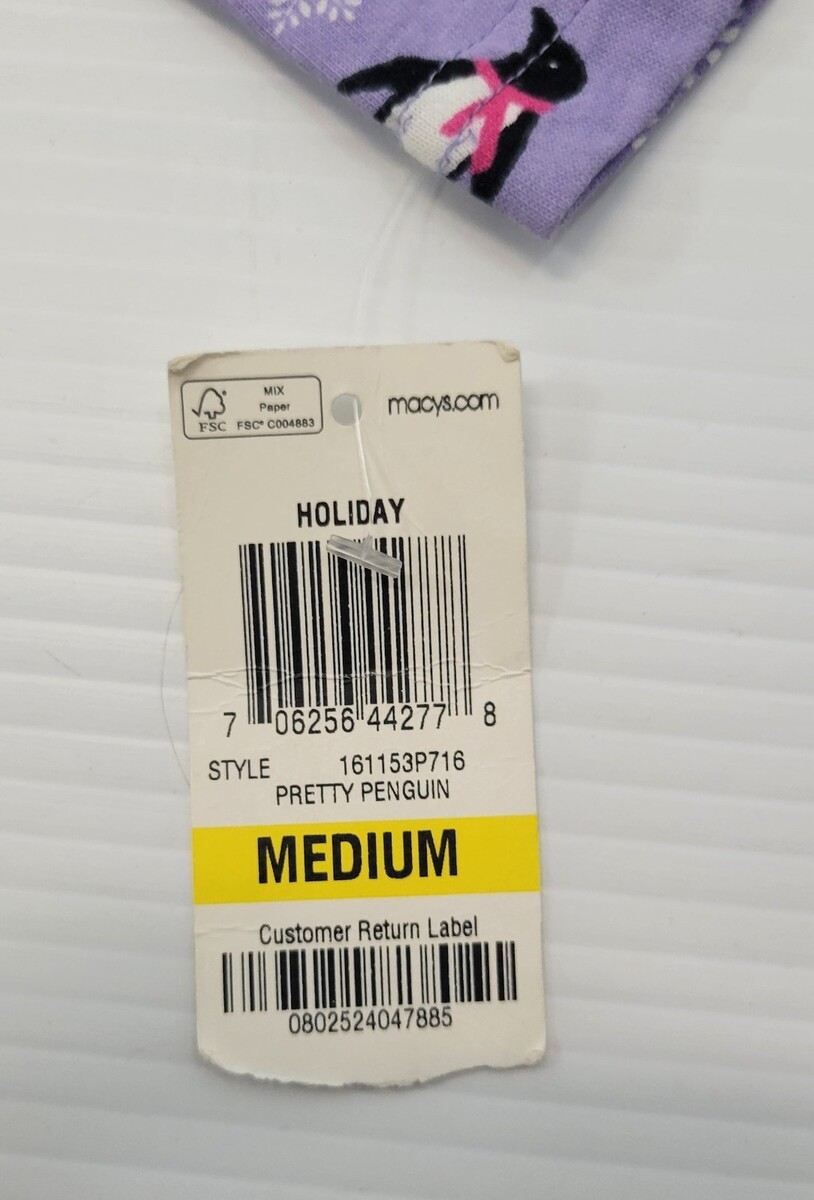 MIX
Paper
FSC FSC® C004883
macys.com
HOLIDAY
7 06256 44277 8
STYLE 161153P716
PRETTY PENGUIN
MEDIUM
Customer Return Label
0802524047885